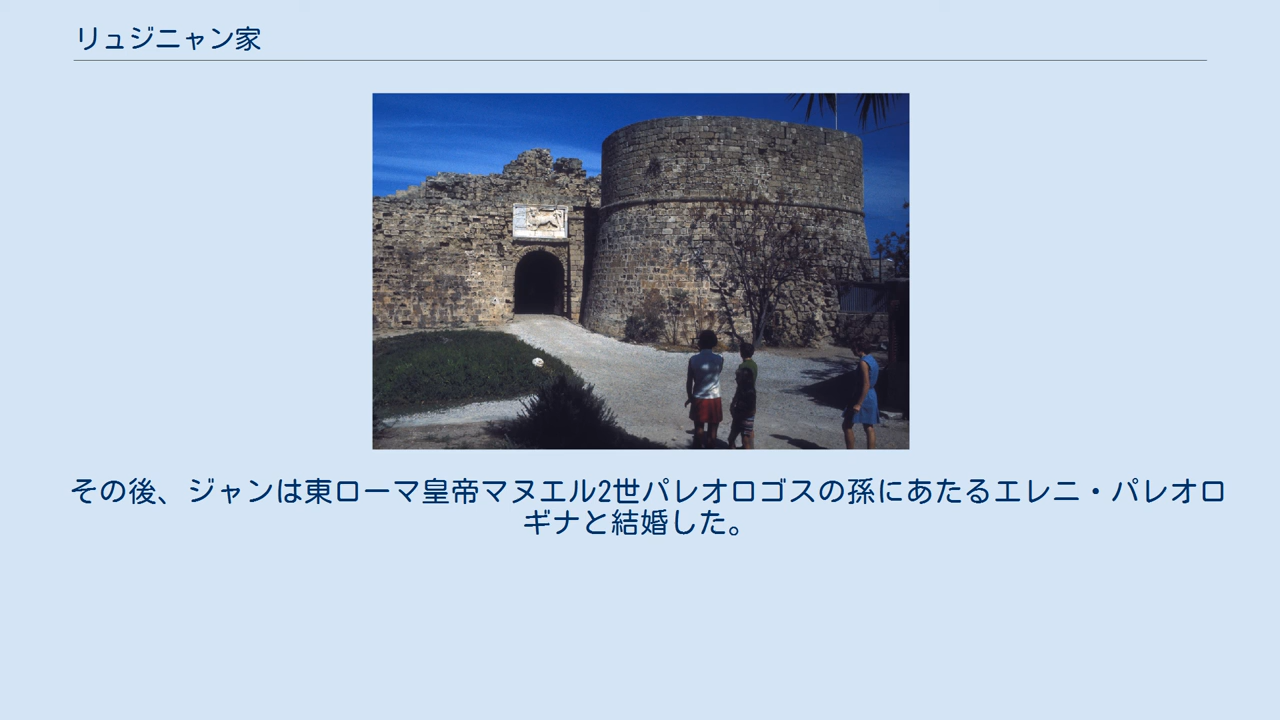 リュジニャン家
その後、ジャンは東ローマ皇帝マヌエル2世パレオロゴスの孫にあたるエレニ・パレオロ
ギナと結婚した。